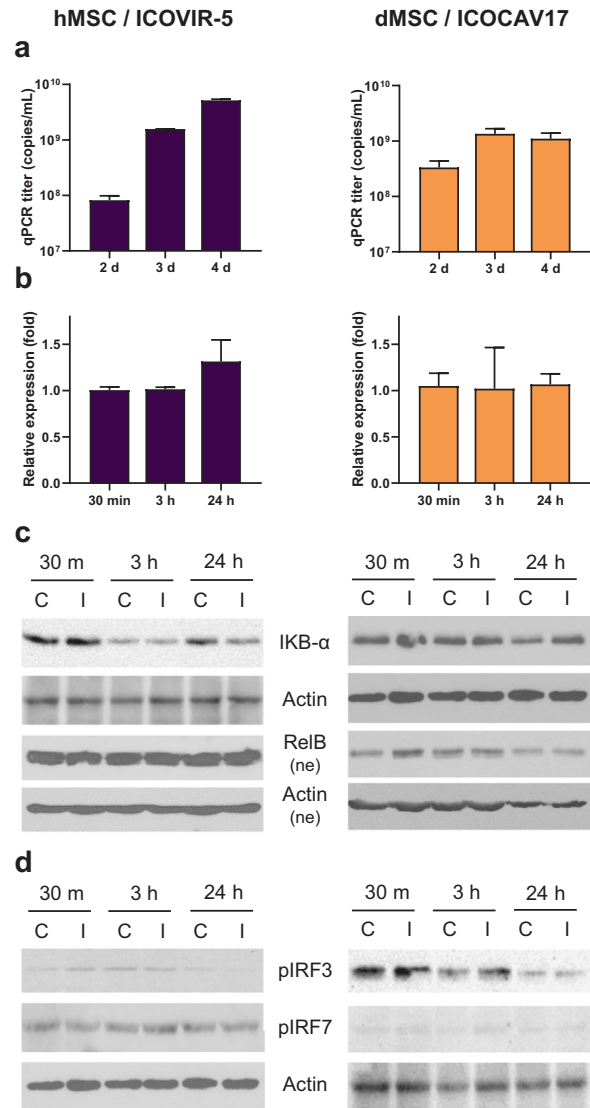 hMSC / ICOVIR-5 dMSC / ICOCAV17
a
qPCR titer (copies/mL)
10¹⁰
10⁹
10⁸
10⁷
2 d 3 d 4 d
qPCR titer (copies/mL)
10¹⁰
10⁹
10⁸
10⁷
2 d 3 d 4 d
b
Relative expression (fold)
1.5
1.0
0.5
0.0
30 min 3 h 24 h
Relative expression (fold)
1.5
1.0
0.5
0.0
30 min 3 h 24 h
c
30 m 3 h 24 h 30 m 3 h 24 h
C I C I C I C I C I C I
IKB-α
Actin
RelB
(ne)
Actin
(ne)
d
30 m 3 h 24 h 30 m 3 h 24 h
C I C I C I C I C I C I
pIRF3
pIRF7
Actin